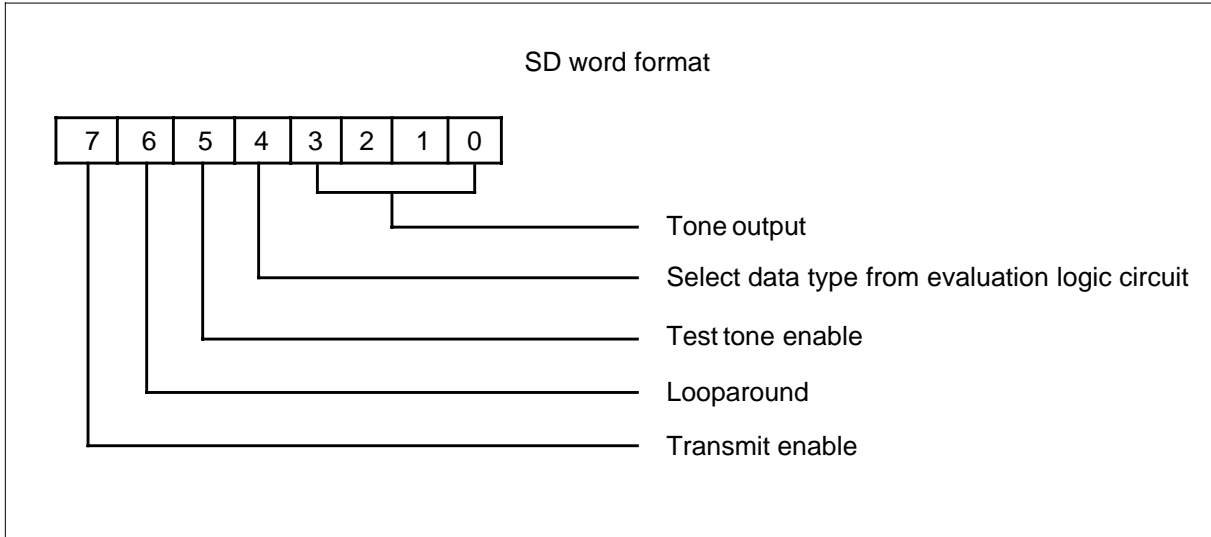 SD word format
7 6 5 4 3 2 1 0
Tone output
Select data type from evaluation logic circuit
Test tone enable
Looparound
Transmit enable